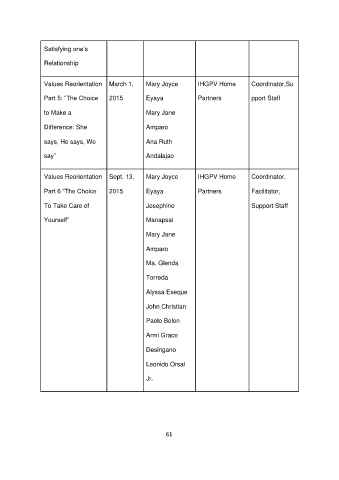 Satisfying one's
Relationship
Values Reorientation
Part 5: "The Choice
to Make a
Difference: She
says, He says, We
say"
March 1,
2015
Mary Joyce
Eyaya
Mary Jane
Amparo
Ana Ruth
Andalajao
IHGPV Home
Partners
Coordinator,Su
pport Staff
Values Reorientation
Part 6 "The Choice
To Take Care of
Yourself"
Sept. 13,
2015
Mary Joyce
Eyaya
Josephine
Manapsal
Mary Jane
Amparo
Ma. Glenda
Torreda
Alyssa Eseque
John Christian
Paolo Belon
Armi Grace
Desingano
Leonido Orsal
Jr.
IHGPV Home
Partners
Coordinator,
Facilitator,
Support Staff
61